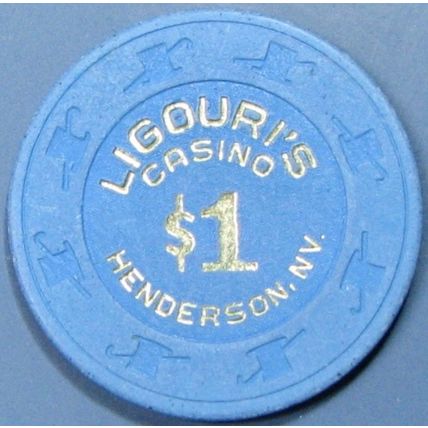 LIGOURI'S
CASINO
$1
HENDERSON, NV.